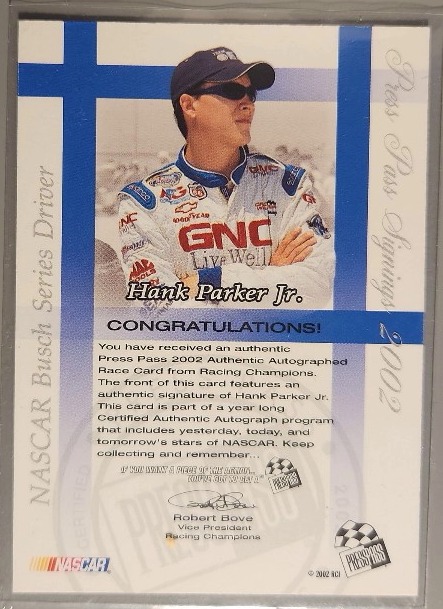 GOODYEAR
GNC
Live Well
Hank Parker Jr.
NASCAR Busch Series Driver
Press Pass Signings 2002
CONGRATULATIONS!
You have received an authentic
Press Pass 2002 Authentic Autographed
Race Card from Racing Champions.
The front of this card features an
authentic signature of Hank Parker Jr.
This card is part of a year long
Certified Authentic Autograph program
that includes yesterday, today, and
tomorrow's stars of NASCAR. Keep
collecting and remember...
IF YOU WANT A PIECE OF THE ACTION...
YOU'VE GOT TO GET A
PRESS PASS
Robert Bove
Vice President
Racing Champions
NASCAR
PRESS PASS
© 2002 RCI